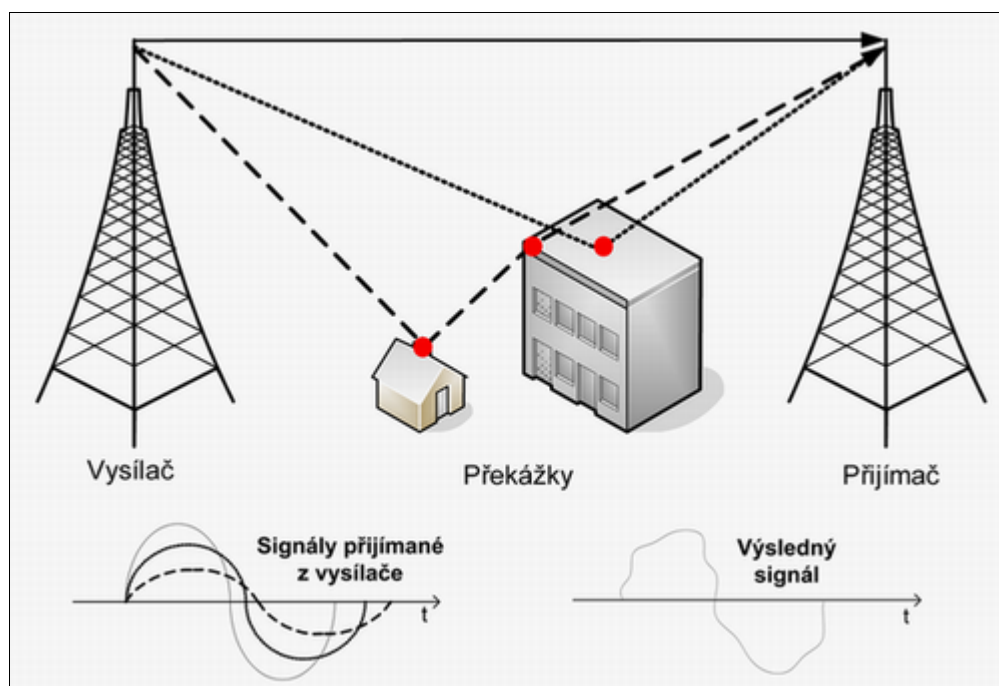 Vysílač
Překážky
Přijímač
Signály přijímané
z vysílače
t
Výsledný
signál
t